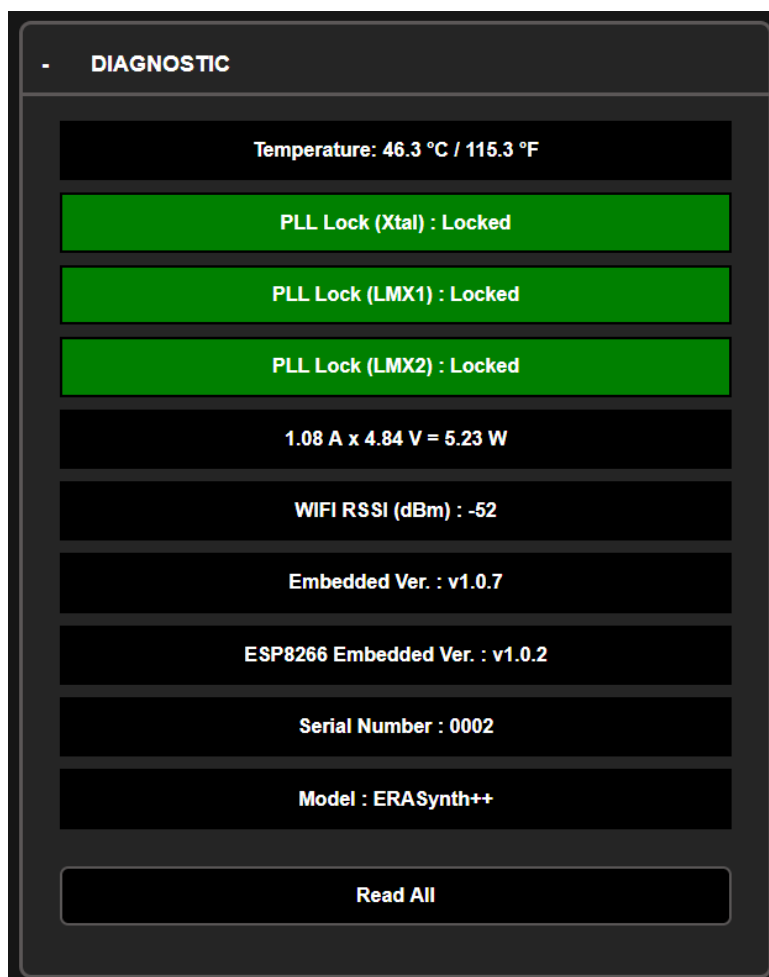 - DIAGNOSTIC
Temperature: 46.3 °C / 115.3 °F
PLL Lock (Xtal) : Locked
PLL Lock (LMX1) : Locked
PLL Lock (LMX2) : Locked
1.08 A x 4.84 V = 5.23 W
WIFI RSSI (dBm) : -52
Embedded Ver. : v1.0.7
ESP8266 Embedded Ver. : v1.0.2
Serial Number : 0002
Model : ERASynth++
Read All